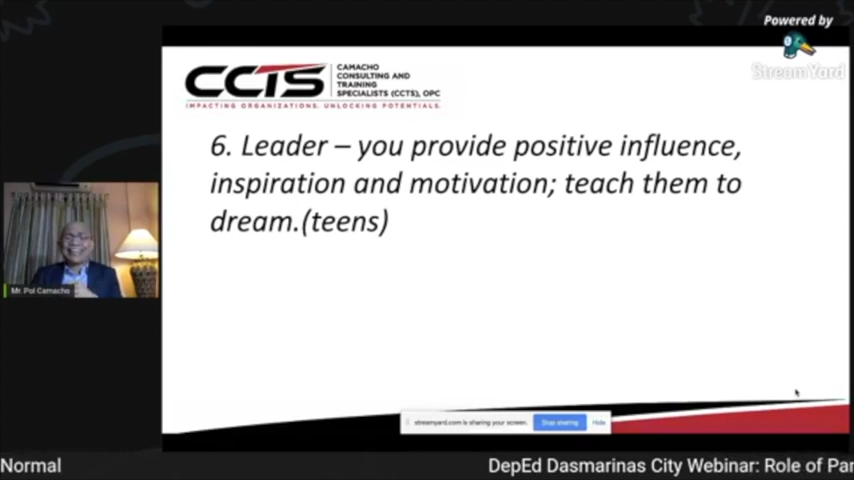 Powered by
StreamYard
CCTS
CAMACHO
CONSULTING AND
TRAINING
SPECIALISTS (CCTS), OPC
IMPACTING ORGANIZATIONS. UNLOCKING POTENTIALS.
6. Leader – you provide positive influence,
inspiration and motivation; teach them to
dream.(teens)
Mr. Pol Camacho
streamyard.com is sharing your screen.
Stop sharing
Hide
Normal
DepEd Dasmarinas City Webinar: Role of Par